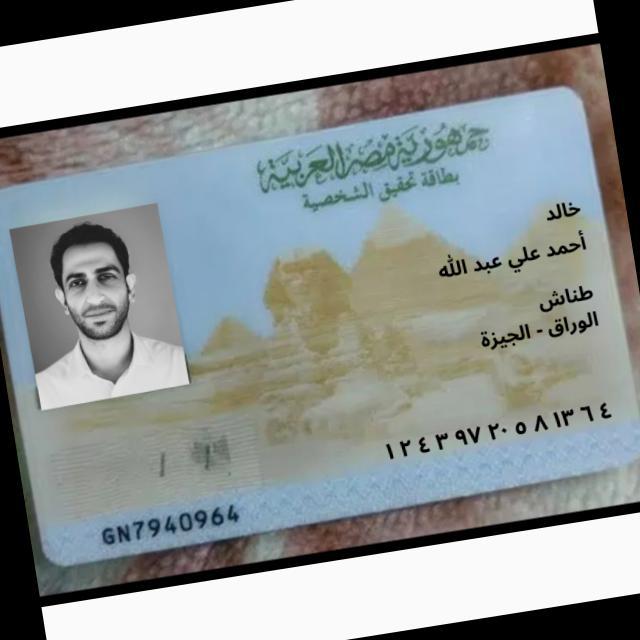 جمهورية مصر العربية
بطاقة تحقيق الشخصية
خالد
أحمد علي عبد الله
طناش
الوراق - الجيزة
١٢٤٣٩٧٢٠٥٨١٣٦٤
GN7940964